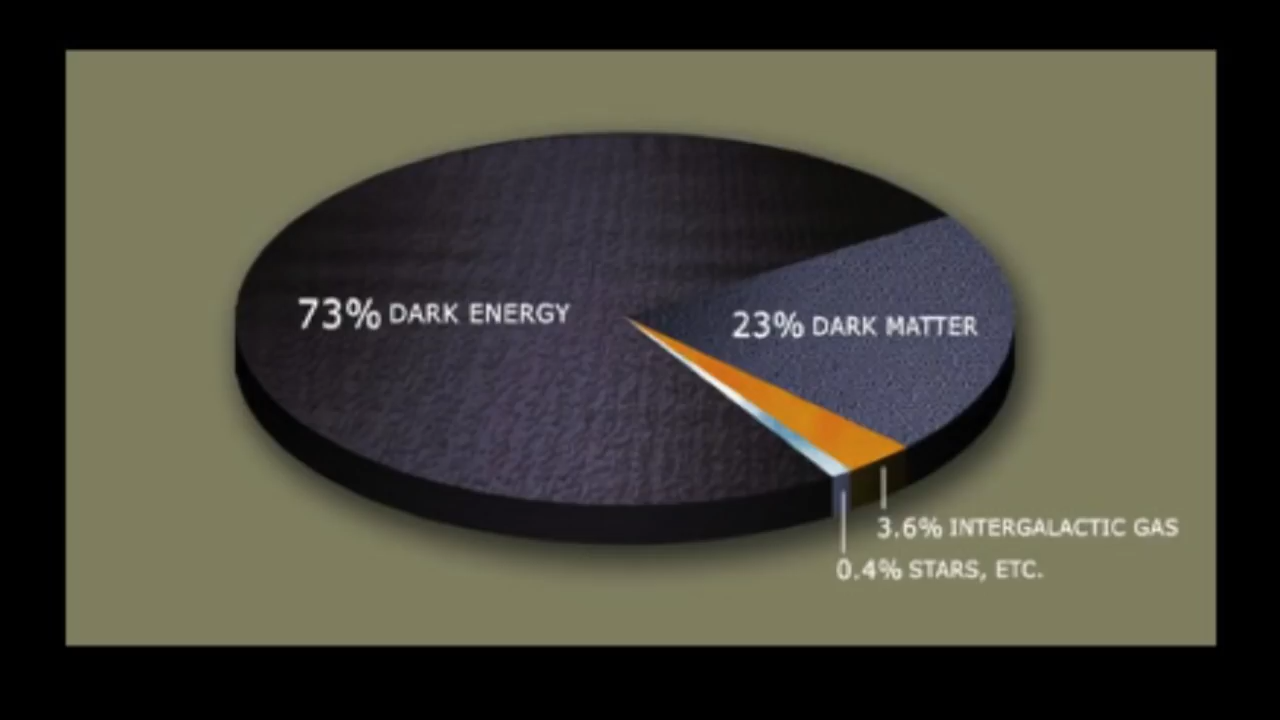 73% DARK ENERGY
23% DARK MATTER
3.6% INTERGALACTIC GAS
0.4% STARS, ETC.